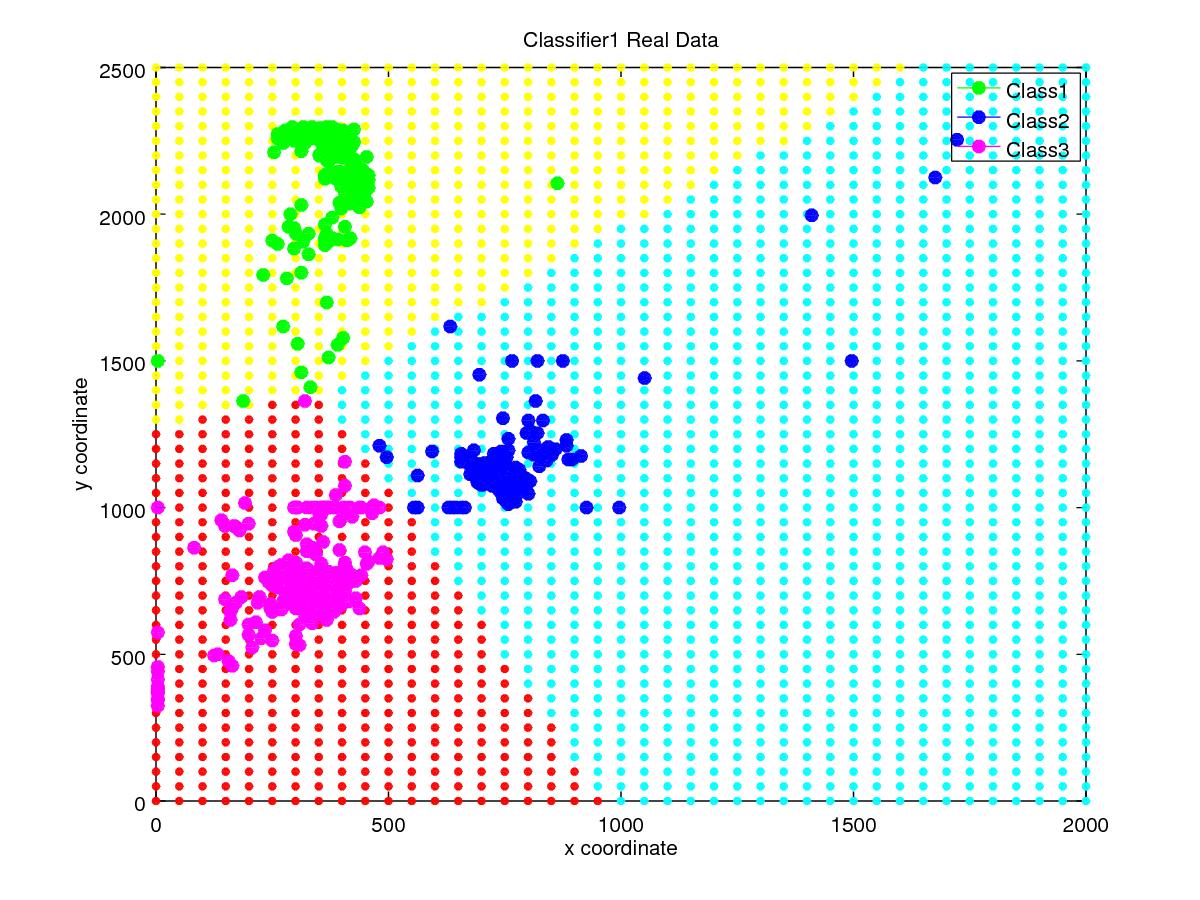 Classifier1 Real Data
2500
2000
1500
1000
500
0
y coordinate
Class1
Class2
Class3
0 500 1000 1500 2000
x coordinate